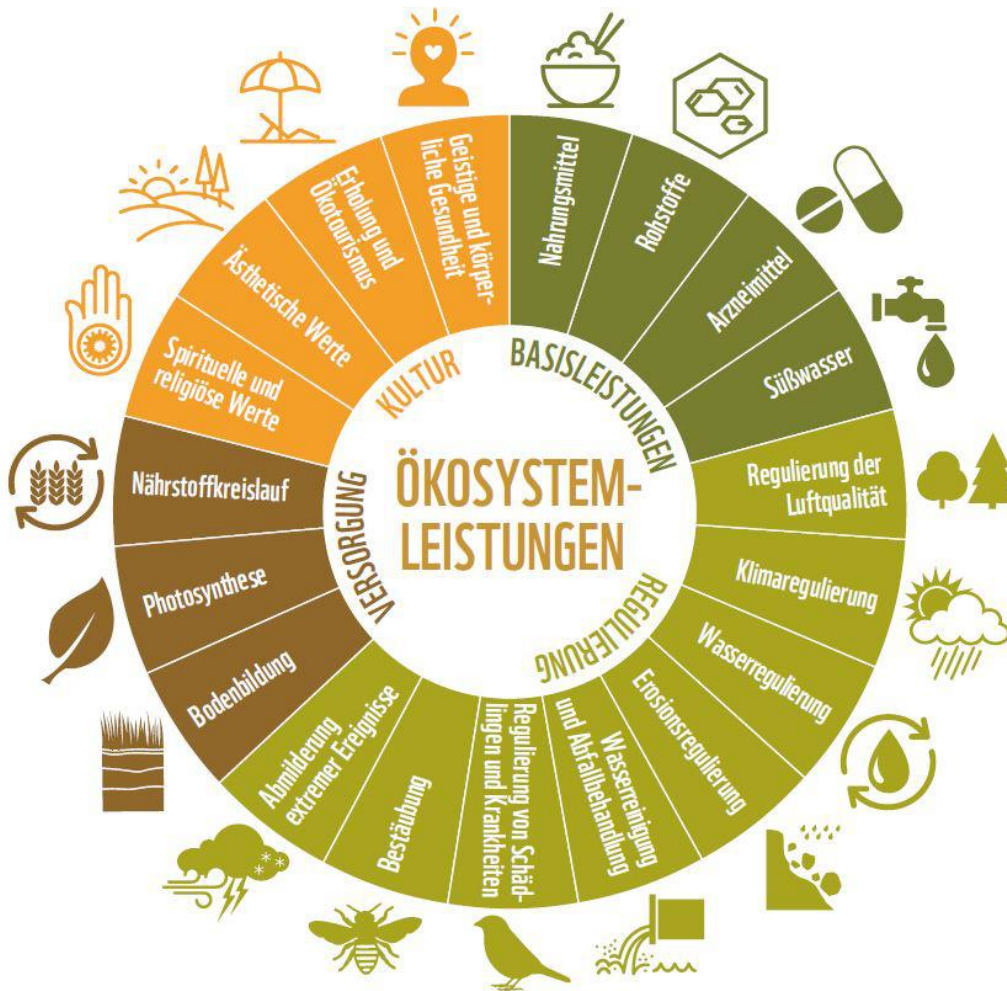 ÖKOSYSTEM-
LEISTUNGEN
BASISLEISTUNGEN
Nahrungsmittel
Rohstoffe
Arzneimittel
Süßwasser
REGULIERUNG
Regulierung der
Luftqualität
Klimaregulierung
Wasserregulierung
Erosionsregulierung
Wasserreinigung
und Abfallbehandlung
Regulierung von Schäd-
lingen und Krankheiten
Bestäubung
Abmilderung
extremer Ereignisse
VERSORGUNG
Bodenbildung
Photosynthese
Nährstoffkreislauf
KULTUR
Spirituelle und
religiöse Werte
Ästhetische Werte
Erholung und
Ökotourismus
Geistige und körper-
liche Gesundheit